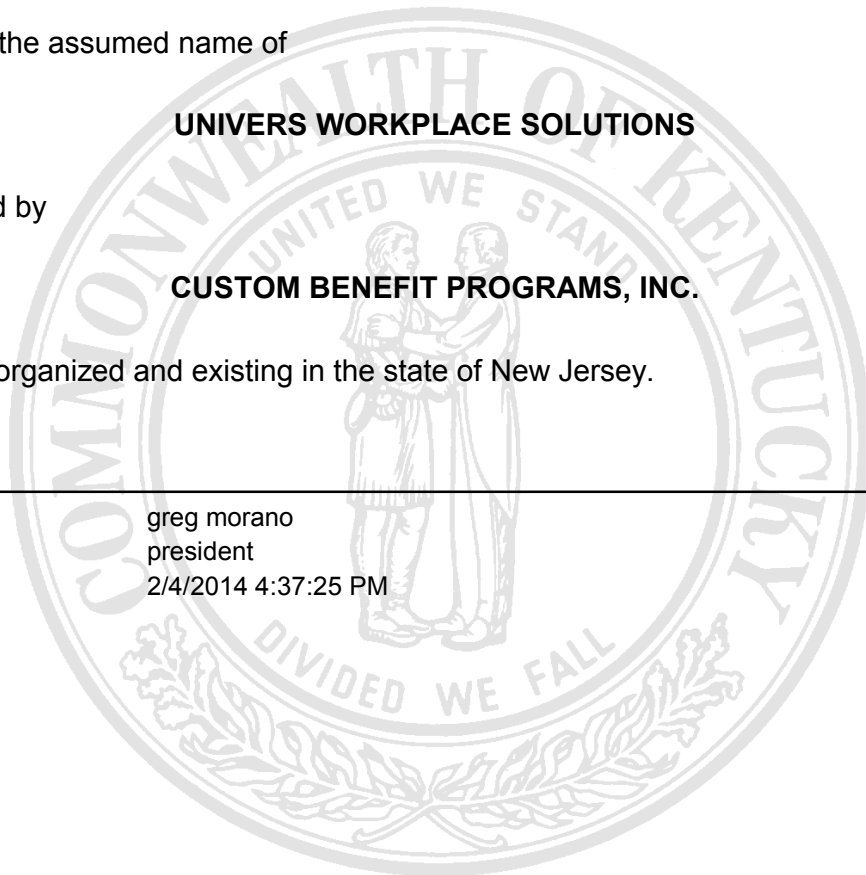 the assumed name of
UNIVERS WORKPLACE SOLUTIONS
d by
CUSTOM BENEFIT PROGRAMS, INC.
organized and existing in the state of New Jersey.
greg morano
president
2/4/2014 4:37:25 PM
COMMONWEALTH OF KENTUCKY
UNITED WE STAND
DIVIDED WE FALL